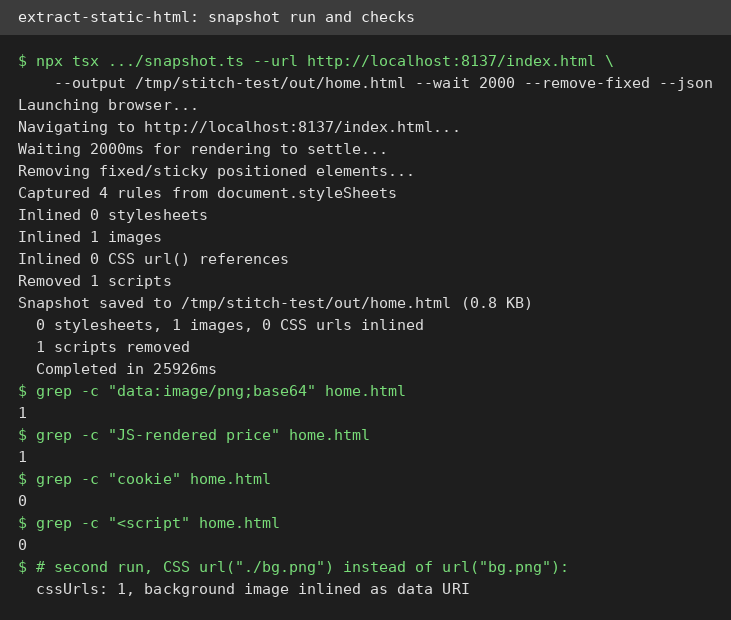 extract-static-html: snapshot run and checks
$ npx tsx .../snapshot.ts --url http://localhost:8137/index.html \
    --output /tmp/stitch-test/out/home.html --wait 2000 --remove-fixed --json
Launching browser...
Navigating to http://localhost:8137/index.html...
Waiting 2000ms for rendering to settle...
Removing fixed/sticky positioned elements...
Captured 4 rules from document.styleSheets
Inlined 0 stylesheets
Inlined 1 images
Inlined 0 CSS url() references
Removed 1 scripts
Snapshot saved to /tmp/stitch-test/out/home.html (0.8 KB)
  0 stylesheets, 1 images, 0 CSS urls inlined
  1 scripts removed
  Completed in 25926ms
$ grep -c "data:image/png;base64" home.html
1
$ grep -c "JS-rendered price" home.html
1
$ grep -c "cookie" home.html
0
$ grep -c "<script" home.html
0
$ # second run, CSS url("./bg.png") instead of url("bg.png"):
  cssUrls: 1, background image inlined as data URI